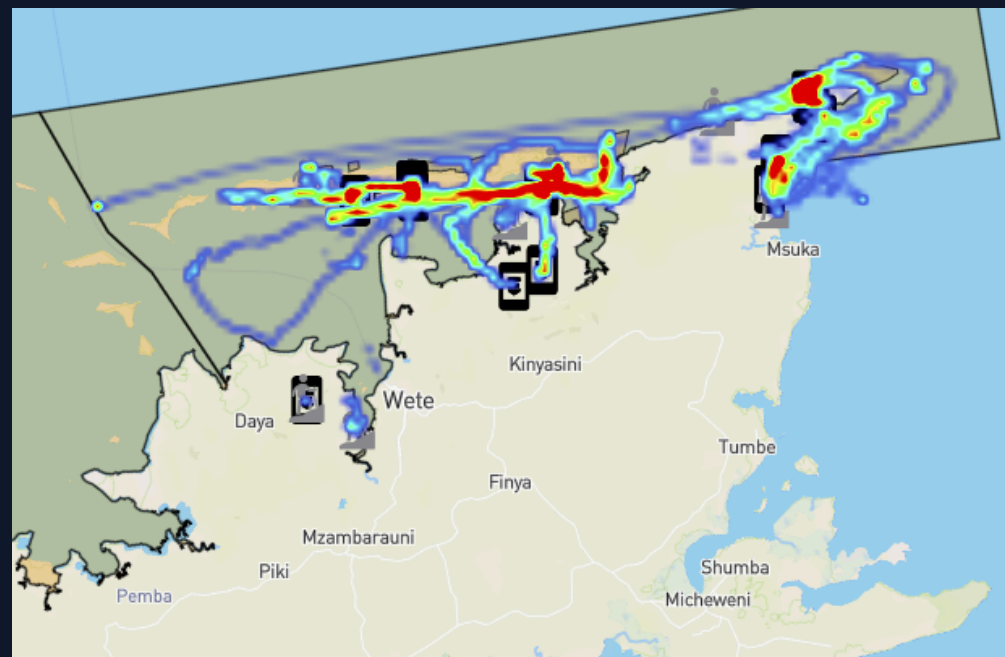 Msuka
Kinyasini
Wete
Daya
Tumbe
Finya
Mzambarauni
Shumba
Piki
Micheweni
Pemba